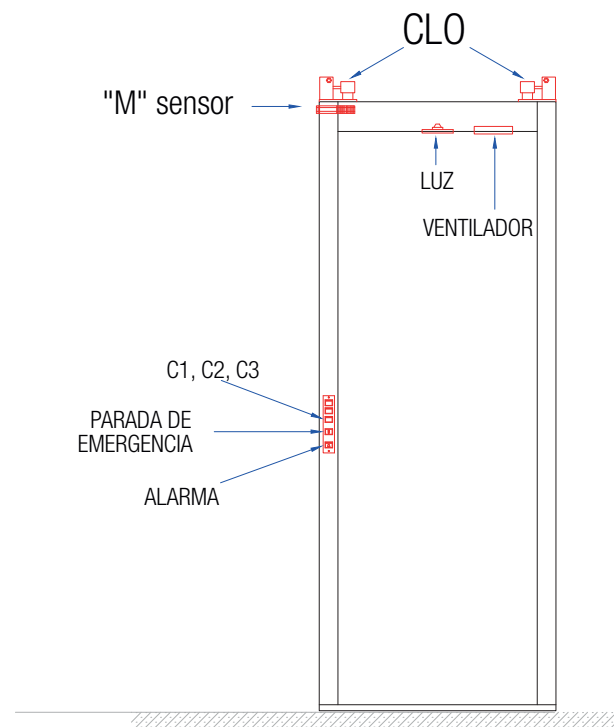 CLO
"M" sensor
LUZ
VENTILADOR
C1, C2, C3
PARADA DE
EMERGENCIA
ALARMA